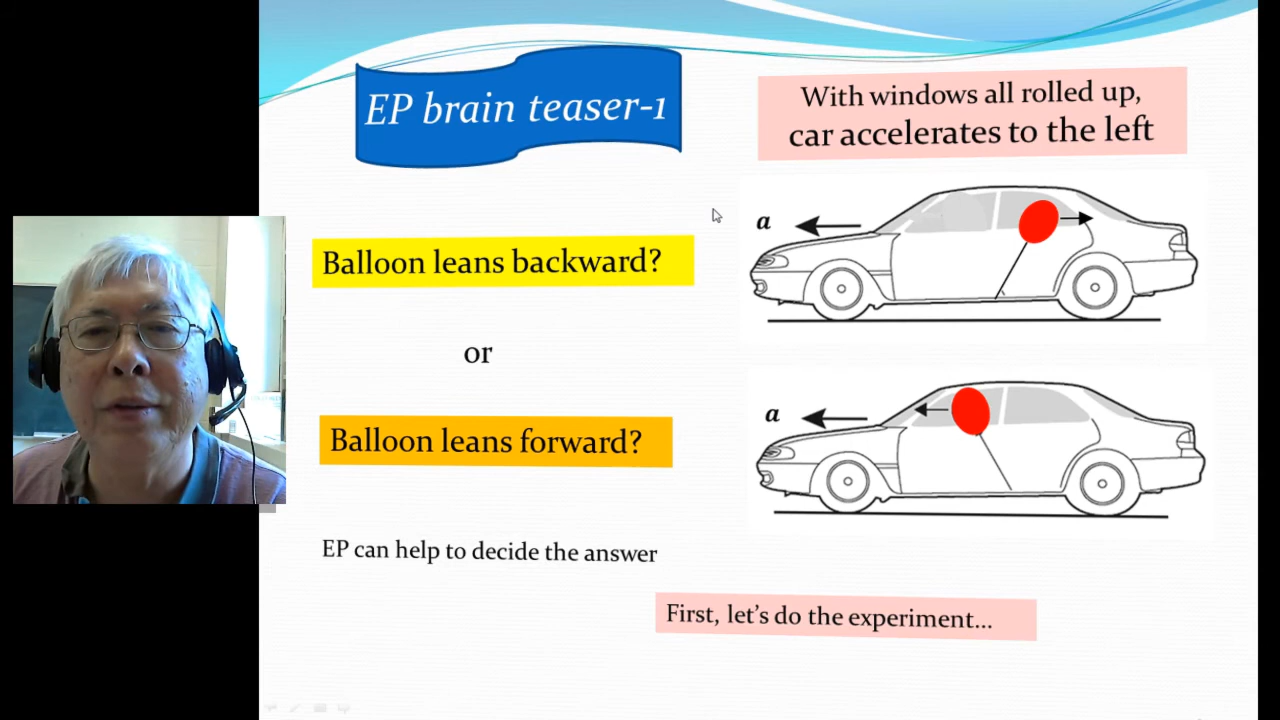 EP brain teaser-1
With windows all rolled up,
car accelerates to the left
a
Balloon leans backward?
or
a
Balloon leans forward?
EP can help to decide the answer
First, let's do the experiment...